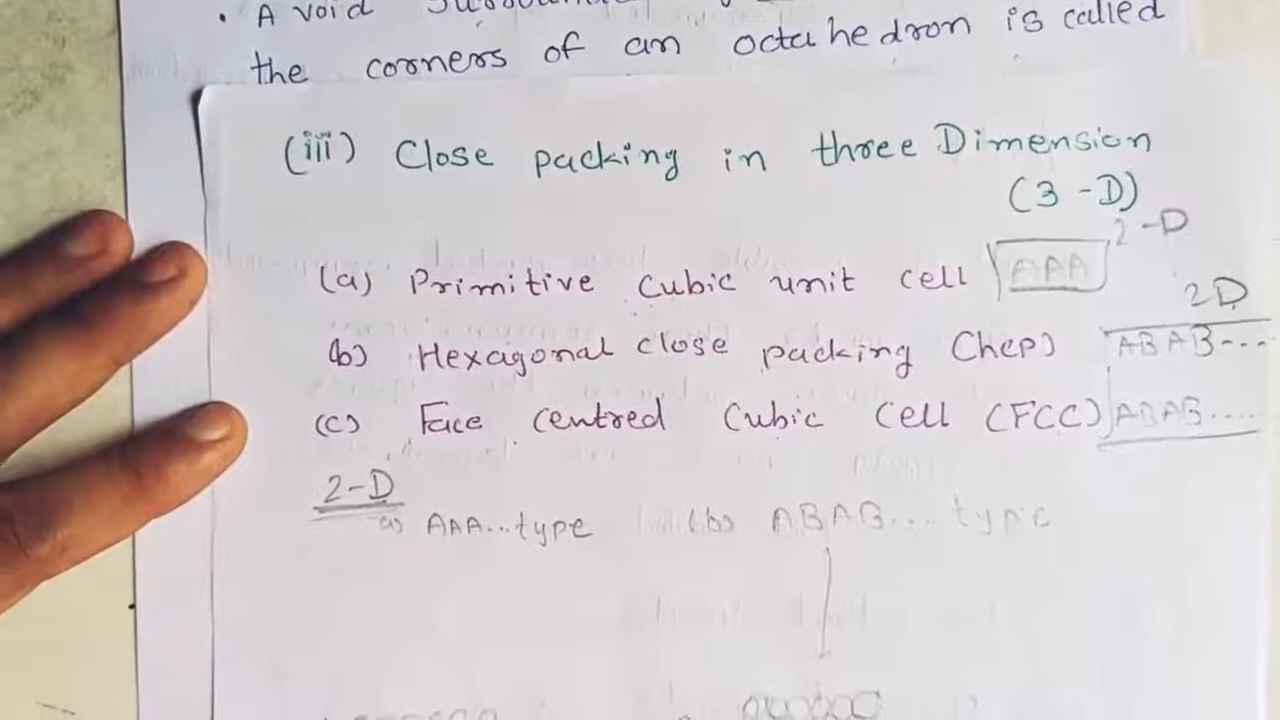 . A void
the corners of an octahedron is called
(iii) Close packing in three Dimension
(3-D)
2-D
(a) Primitive cubic unit cell AAA
2D
(b) Hexagonal close packing (hcp) ABAB---
(c) Face centred Cubic Cell (FCC) ABAB....
2-D
(a) AAA...type (b) ABAB... type